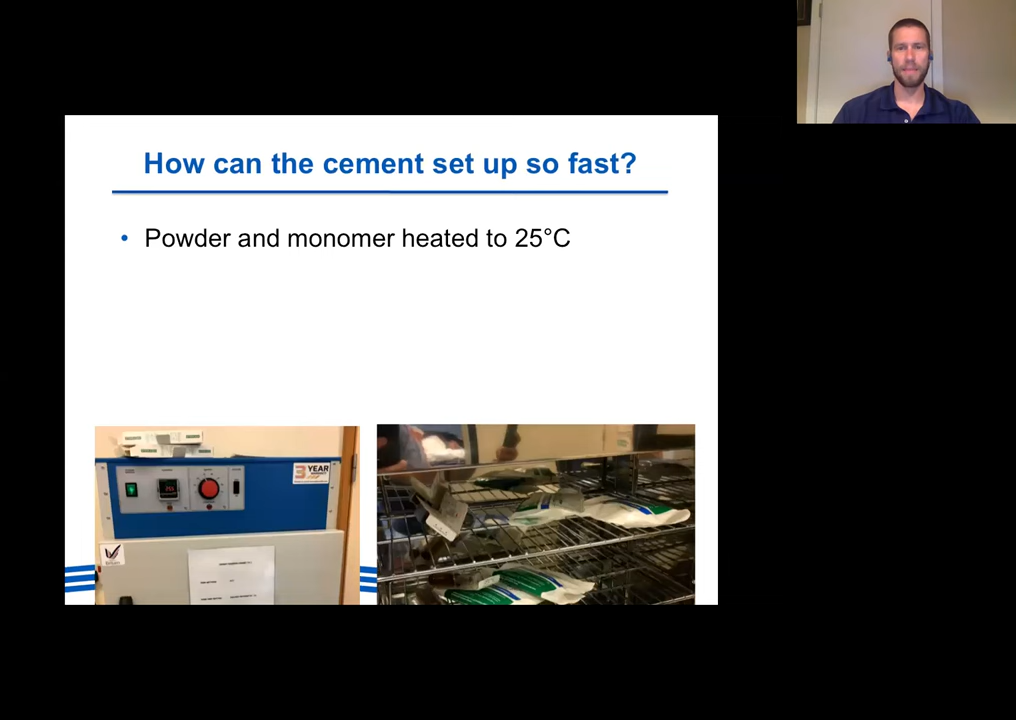 How can the cement set up so fast?
• Powder and monomer heated to 25°C
3 YEAR